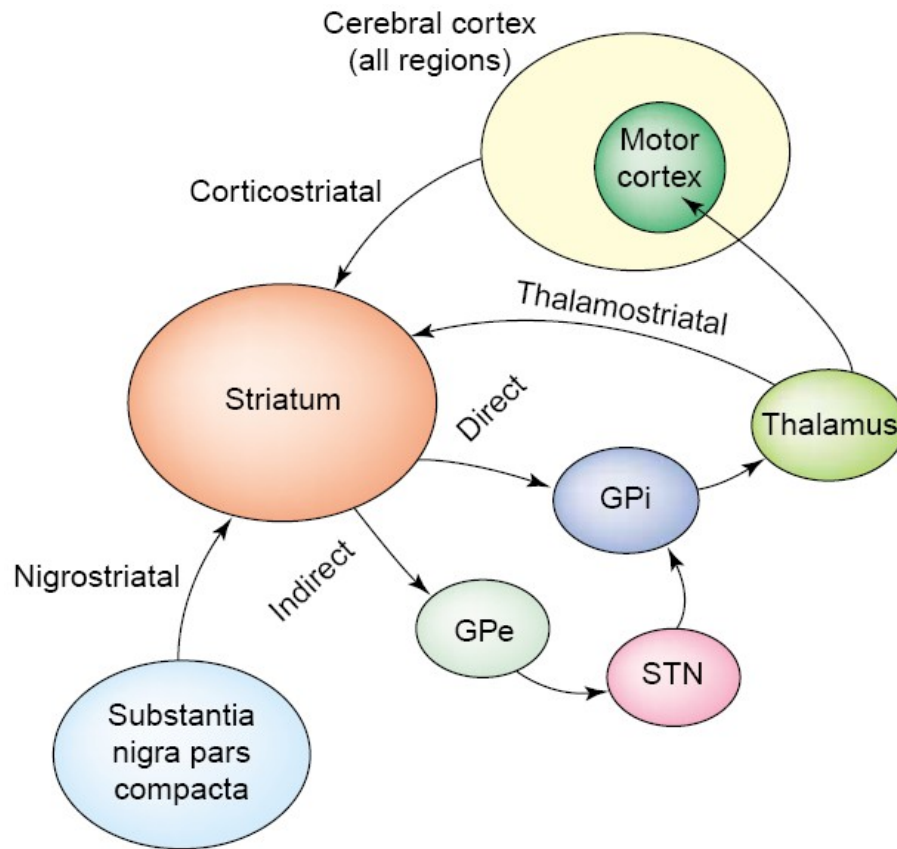 Cerebral cortex
(all regions)
Motor
cortex
Corticostriatal
Thalamostriatal
Striatum
Direct
Thalamus
GPi
Nigrostriatal
Indirect
GPe
STN
Substantia
nigra pars
compacta